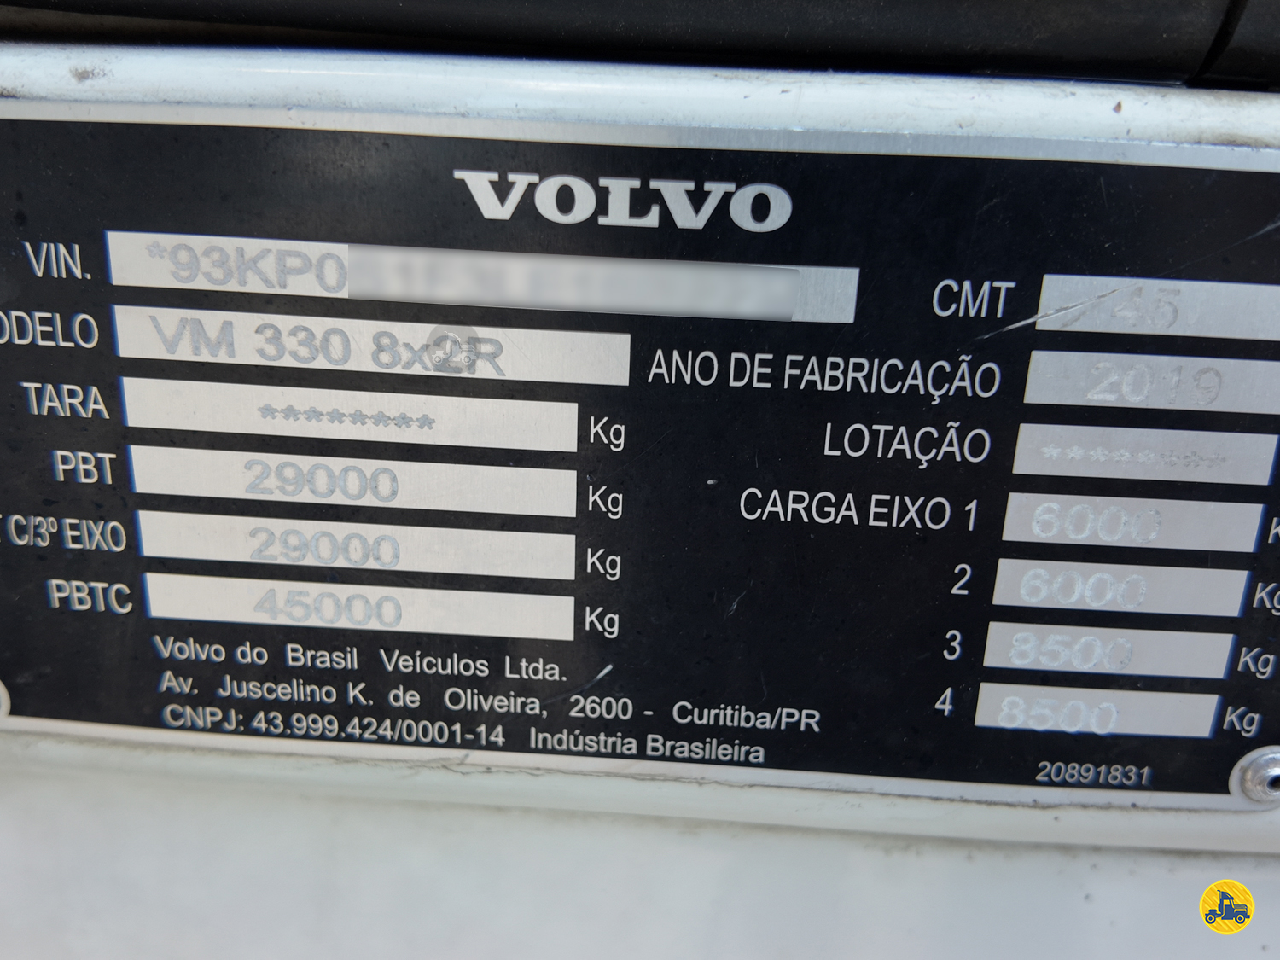 VOLVO
VIN. *93KP0
ODELO VM 330 8x2R
TARA ******** Kg
PBT 29000 Kg
C/3º EIXO 29000 Kg
PBTC 45000 Kg
CMT 45
ANO DE FABRICAÇÃO 2019
LOTAÇÃO ********
CARGA EIXO 1 6000 K
2 6000 Kg
3 8500 Kg
4 8500 Kg
Volvo do Brasil Veículos Ltda.
Av. Juscelino K. de Oliveira, 2600 - Curitiba/PR
CNPJ: 43.999.424/0001-14 Indústria Brasileira
20891831